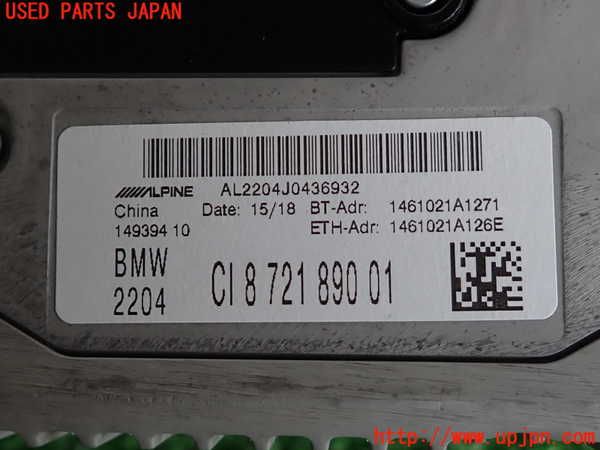 USED PARTS JAPAN
ALPINE AL2204J0436932
China Date: 15/18 BT-Adr: 1461021A1271
149394 10 ETH-Adr: 1461021A126E
BMW
2204 CI 8 721 890 01
http://www.upjpn.com/